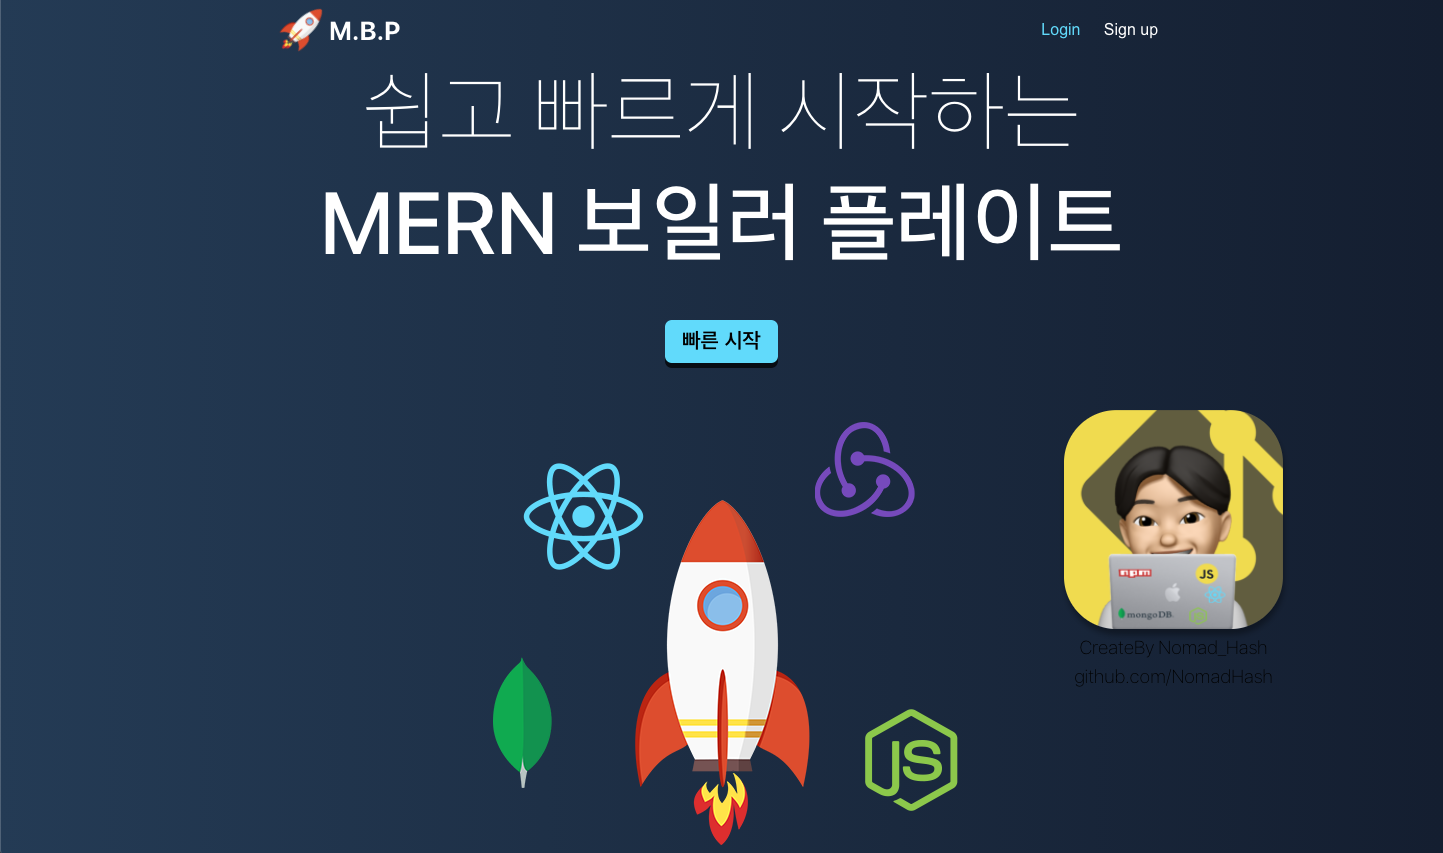 M.B.P
Login
Sign up
쉽고 빠르게 시작하는
MERN 보일러 플레이트
빠른 시작
npm
JS
mongoDB
JS
CreateBy Nomad_Hash
github.com/NomadHash
JS